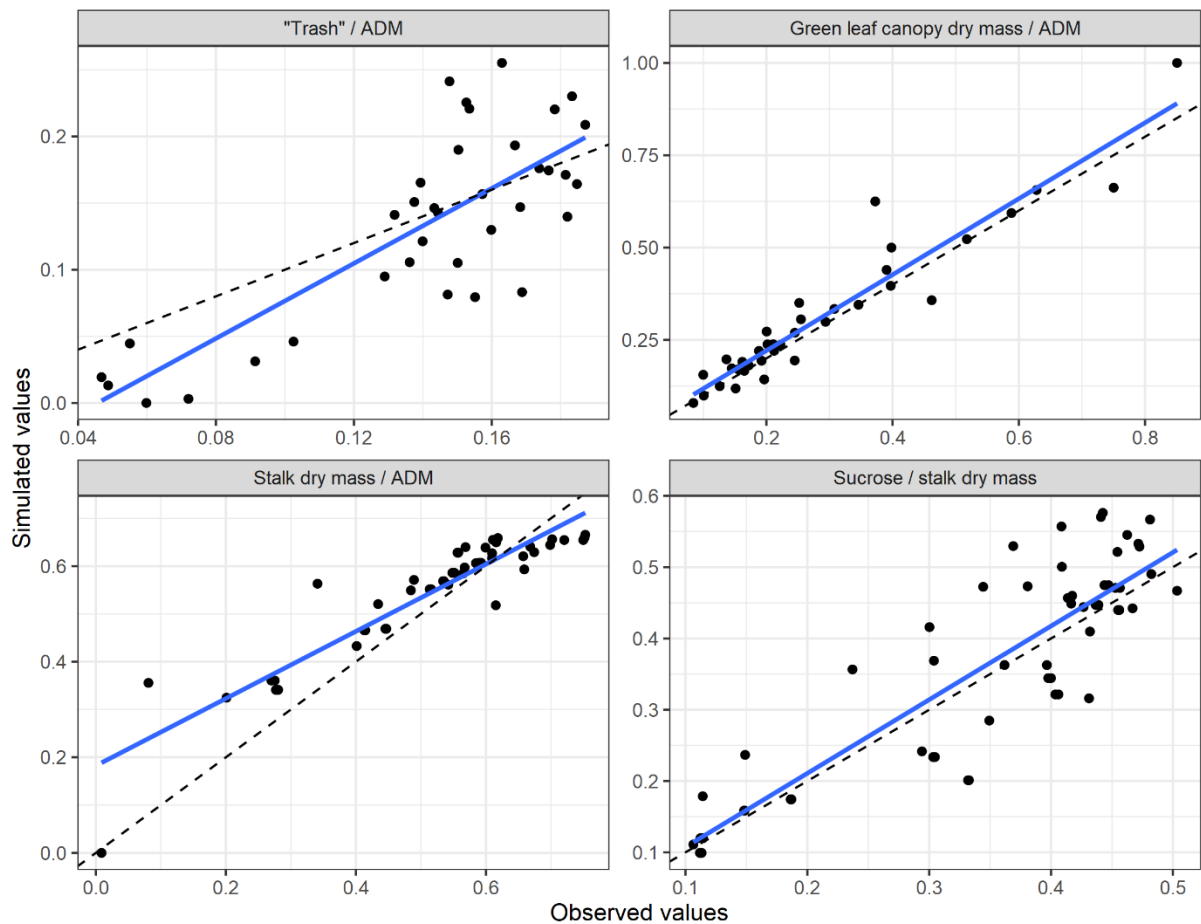 "Trash" / ADM
Green leaf canopy dry mass / ADM
0.2
0.1
0.0
0.04 0.08 0.12 0.16
1.00
0.75
0.50
0.25
0.2 0.4 0.6 0.8
Simulated values
Stalk dry mass / ADM
Sucrose / stalk dry mass
0.6
0.4
0.2
0.0
0.0 0.2 0.4 0.6
0.6
0.5
0.4
0.3
0.2
0.1
0.1 0.2 0.3 0.4 0.5
Observed values